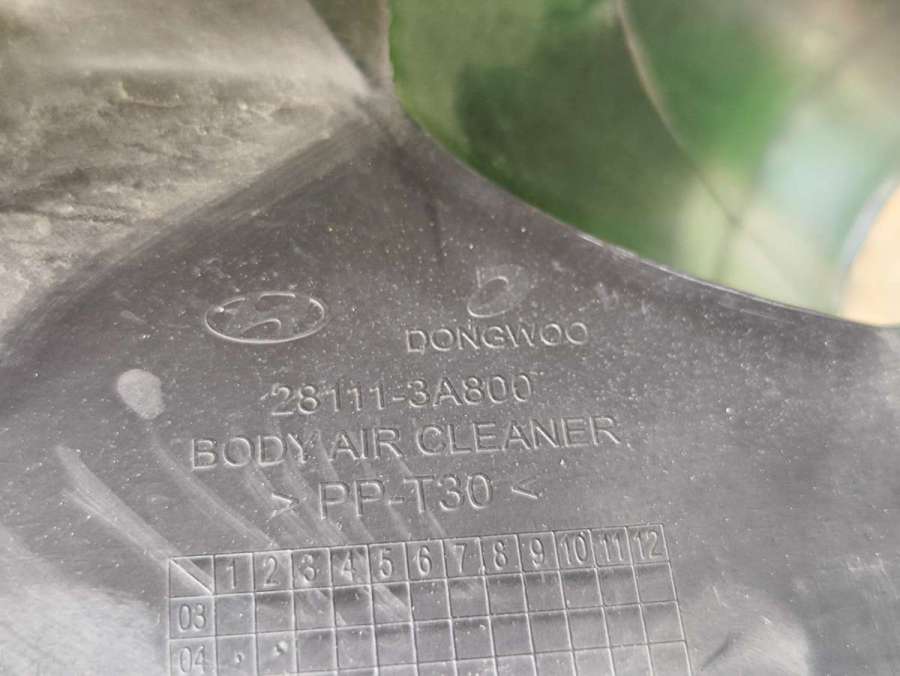 DONGWOO
28111-3A800
BODY AIR CLEANER
> PP-T30 <
1 2 3 4 5 6 7 8 9 10 11 12
03
04